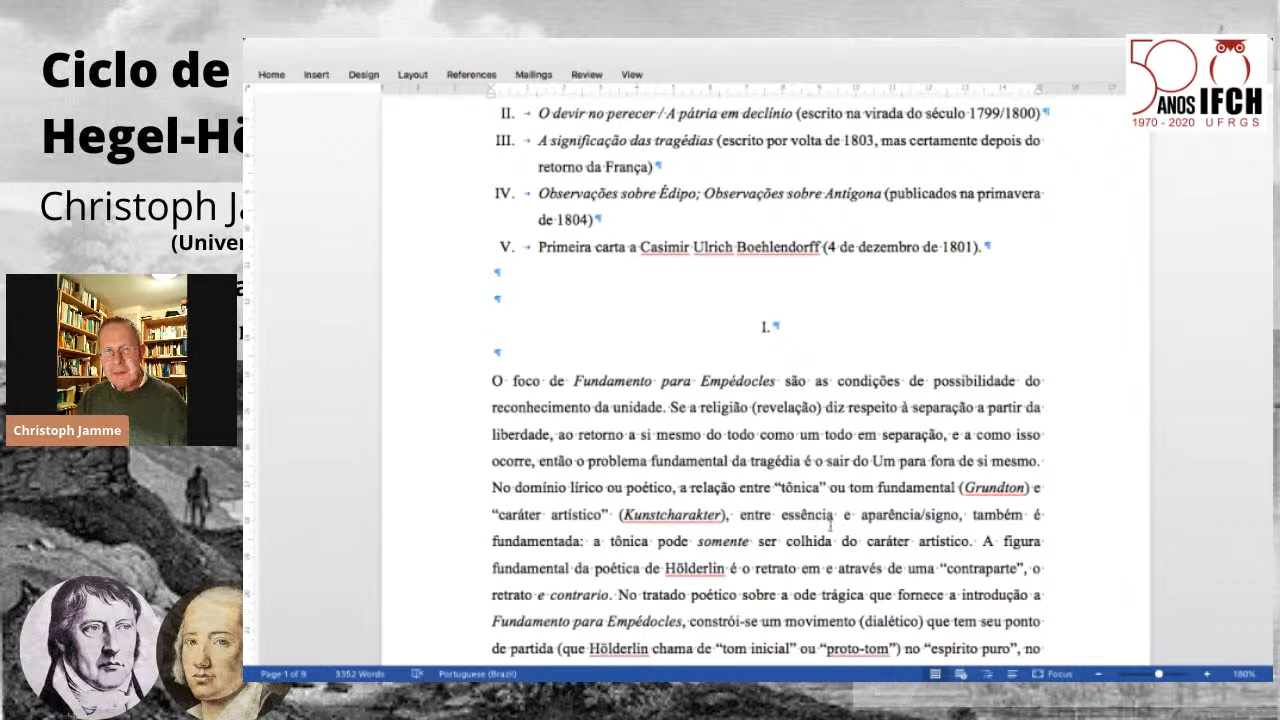 Ciclo de
Hegel-Hö
Christoph Ja
(Univer
Christoph Jamme
Home Insert Design Layout References Mailings Review View
II. → O devir no perecer / A pátria em declínio (escrito na virada do século 1799/1800)
III. → A significação das tragédias (escrito por volta de 1803, mas certamente depois do
retorno da França)
IV. → Observações sobre Édipo; Observações sobre Antígona (publicados na primavera
de 1804)
V. → Primeira carta a Casimir Ulrich Boehlendorff (4 de dezembro de 1801).
I.
O foco de Fundamento para Empédocles são as condições de possibilidade do
reconhecimento da unidade. Se a religião (revelação) diz respeito à separação a partir da
liberdade, ao retorno a si mesmo do todo como um todo em separação, e a como isso
ocorre, então o problema fundamental da tragédia é o sair do Um para fora de si mesmo.
No domínio lírico ou poético, a relação entre “tônica” ou tom fundamental (Grundton) e
“caráter artístico” (Kunstcharakter), entre essência e aparência/signo, também é
fundamentada: a tônica pode somente ser colhida do caráter artístico. A figura
fundamental da poética de Hölderlin é o retrato em e através de uma “contraparte”, o
retrato e contrario. No tratado poético sobre a ode trágica que fornece a introdução a
Fundamento para Empédocles, constrói-se um movimento (dialético) que tem seu ponto
de partida (que Hölderlin chama de “tom inicial” ou “proto-tom”) no “espírito puro”, no
Page 1 of 9 3352 Words Portuguese (Brazil) Focus 180%
50
ANOS IFCH
1970 - 2020 UFRGS